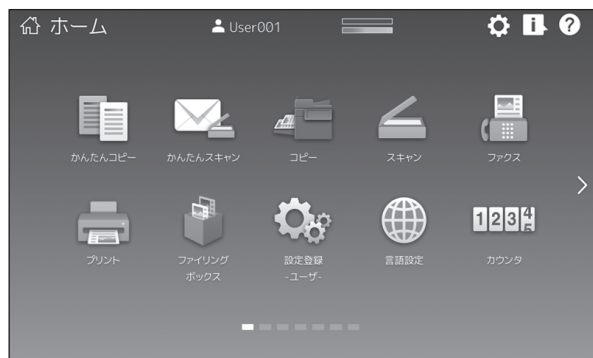 ホーム
User001
かんたんコピー
かんたんスキャン
コピー
スキャン
ファクス
プリント
ファイリング
ボックス
設定登録
-ユーザ-
言語設定
1234
5
カウンタ